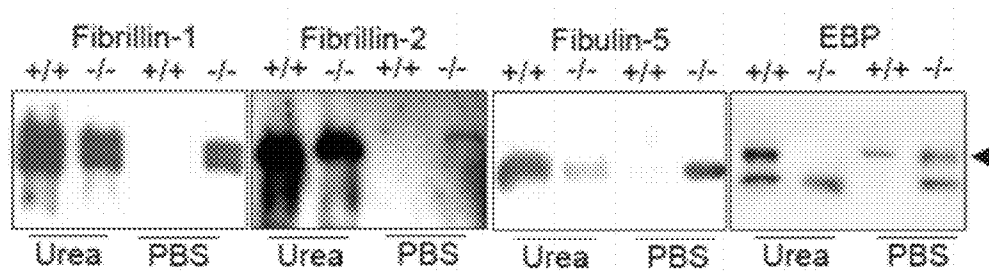 Fibrillin-1 Fibrillin-2 Fibulin-5 EBP
+/+ -/- +/+ -/- +/+ -/- +/+ -/- +/+ -/- +/+ -/- +/+ -/- +/+ -/-
Urea PBS Urea PBS Urea PBS Urea PBS